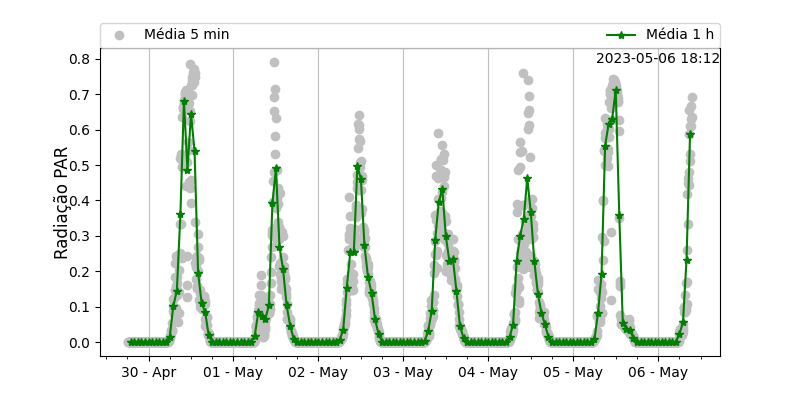 Média 5 min
Média 1 h
2023-05-06 18:12
Radiação PAR
0.8
0.7
0.6
0.5
0.4
0.3
0.2
0.1
0.0
30 - Apr
01 - May
02 - May
03 - May
04 - May
05 - May
06 - May